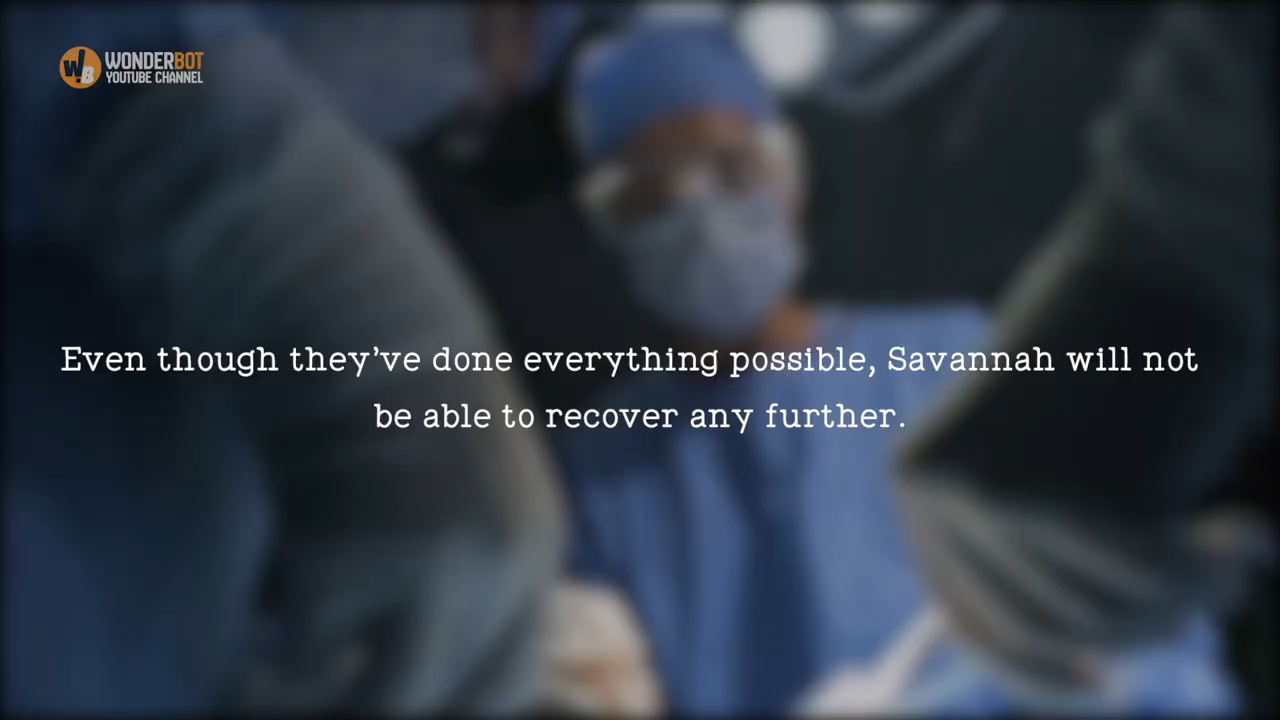 W!B WONDERBOT
YOUTUBE CHANNEL
Even though they've done everything possible, Savannah will not
be able to recover any further.